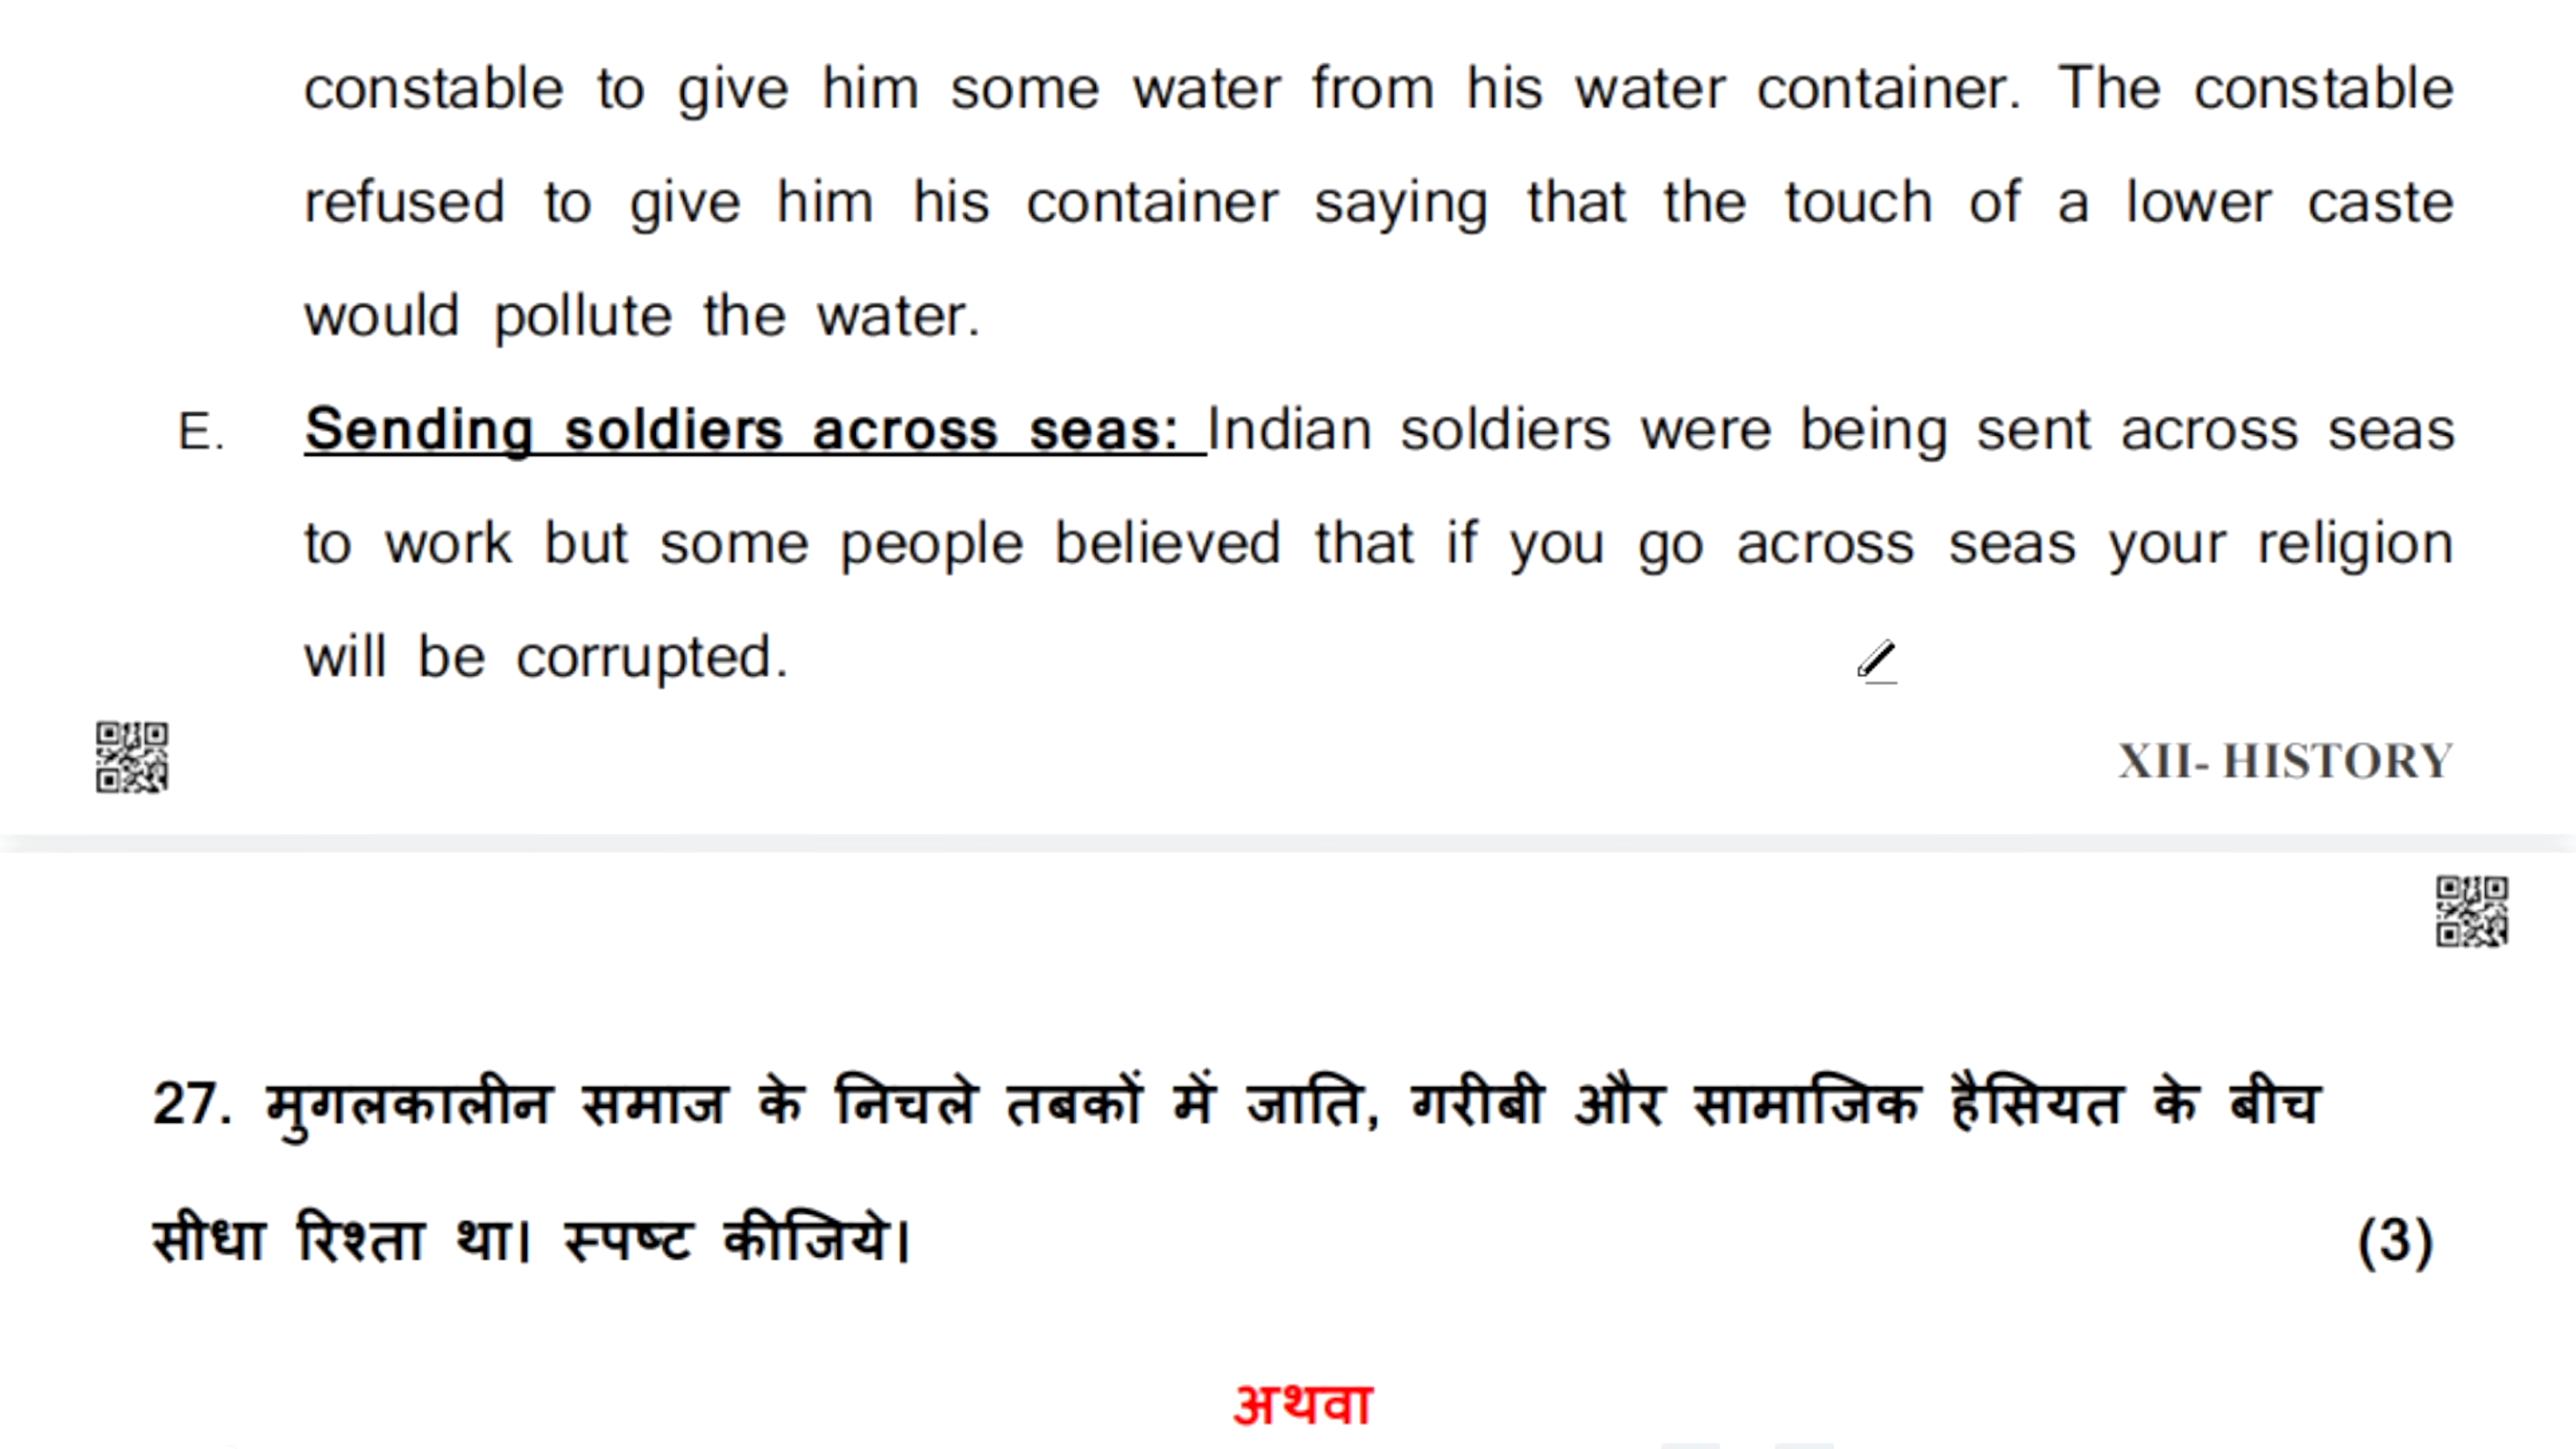 constable to give him some water from his water container. The constable
refused to give him his container saying that the touch of a lower caste
would pollute the water.
E. Sending soldiers across seas: Indian soldiers were being sent across seas
to work but some people believed that if you go across seas your religion
will be corrupted.
XII- HISTORY
27. मुगलकालीन समाज के निचले तबकों में जाति, गरीबी और सामाजिक हैसियत के बीच
सीधा रिश्ता था। स्पष्ट कीजिये। (3)
अथवा